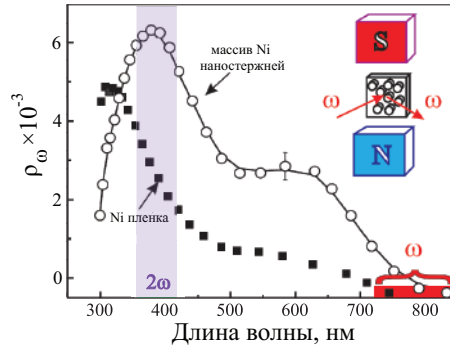 6
4
2
0
ρω ×10⁻³
массив Ni
наностержней
Ni пленка
2ω
ω
S
ω ω
N
300 400 500 600 700 800
Длина волны, нм